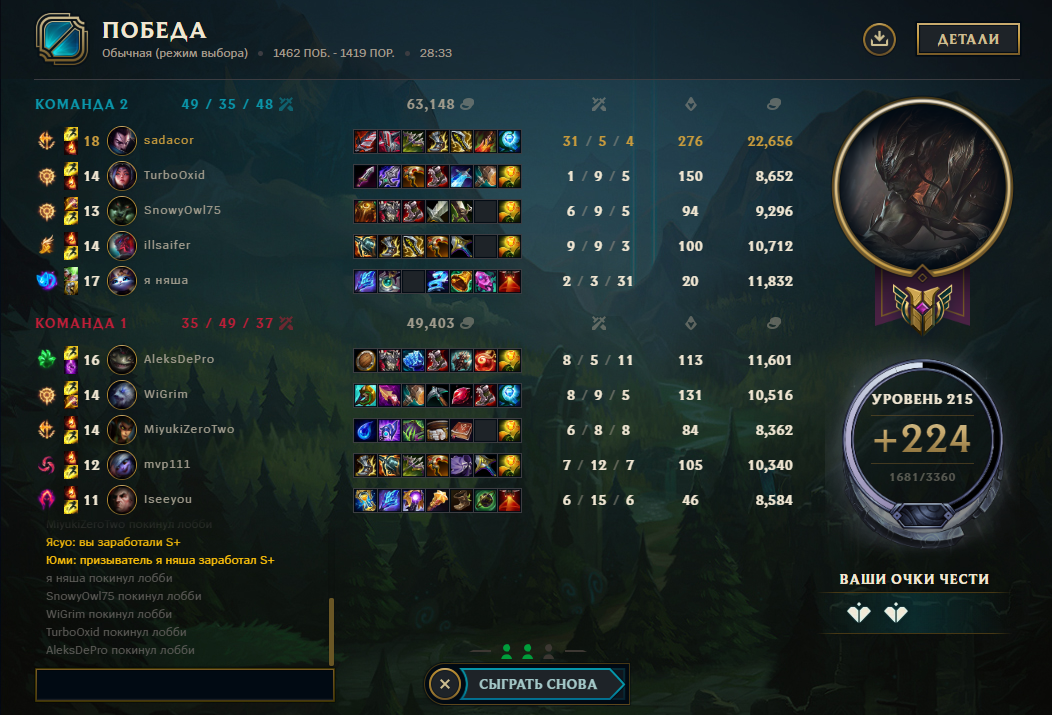 ПОБЕДА
Обычная (режим выбора) • 1462 ПОБ. - 1419 ПОР. • 28:33
ДЕТАЛИ
КОМАНДА 2 49 / 35 / 48 63,148
18 sadacor 31 / 5 / 4 276 22,656
14 TurboOxid 1 / 9 / 5 150 8,652
13 SnowyOwl75 6 / 9 / 5 94 9,296
14 illsaifer 9 / 9 / 3 100 10,712
17 я няша 2 / 3 / 31 20 11,832
КОМАНДА 1 35 / 49 / 37 49,403
16 AleksDePro 8 / 5 / 11 113 11,601
14 WiGrim 8 / 9 / 5 131 10,516
14 MiyukiZeroTwo 6 / 8 / 8 84 8,362
12 mvp111 7 / 12 / 7 105 10,340
11 Iseeyou 6 / 15 / 6 46 8,584
MiyukiZeroTwo покинул лобби
Ясуо: вы заработали S+
Юми: призыватель я няша заработал S+
я няша покинул лобби
SnowyOwl75 покинул лобби
WiGrim покинул лобби
TurboOxid покинул лобби
AleksDePro покинул лобби
СЫГРАТЬ СНОВА
УРОВЕНЬ 215
+224
1681/3360
ВАШИ ОЧКИ ЧЕСТИ